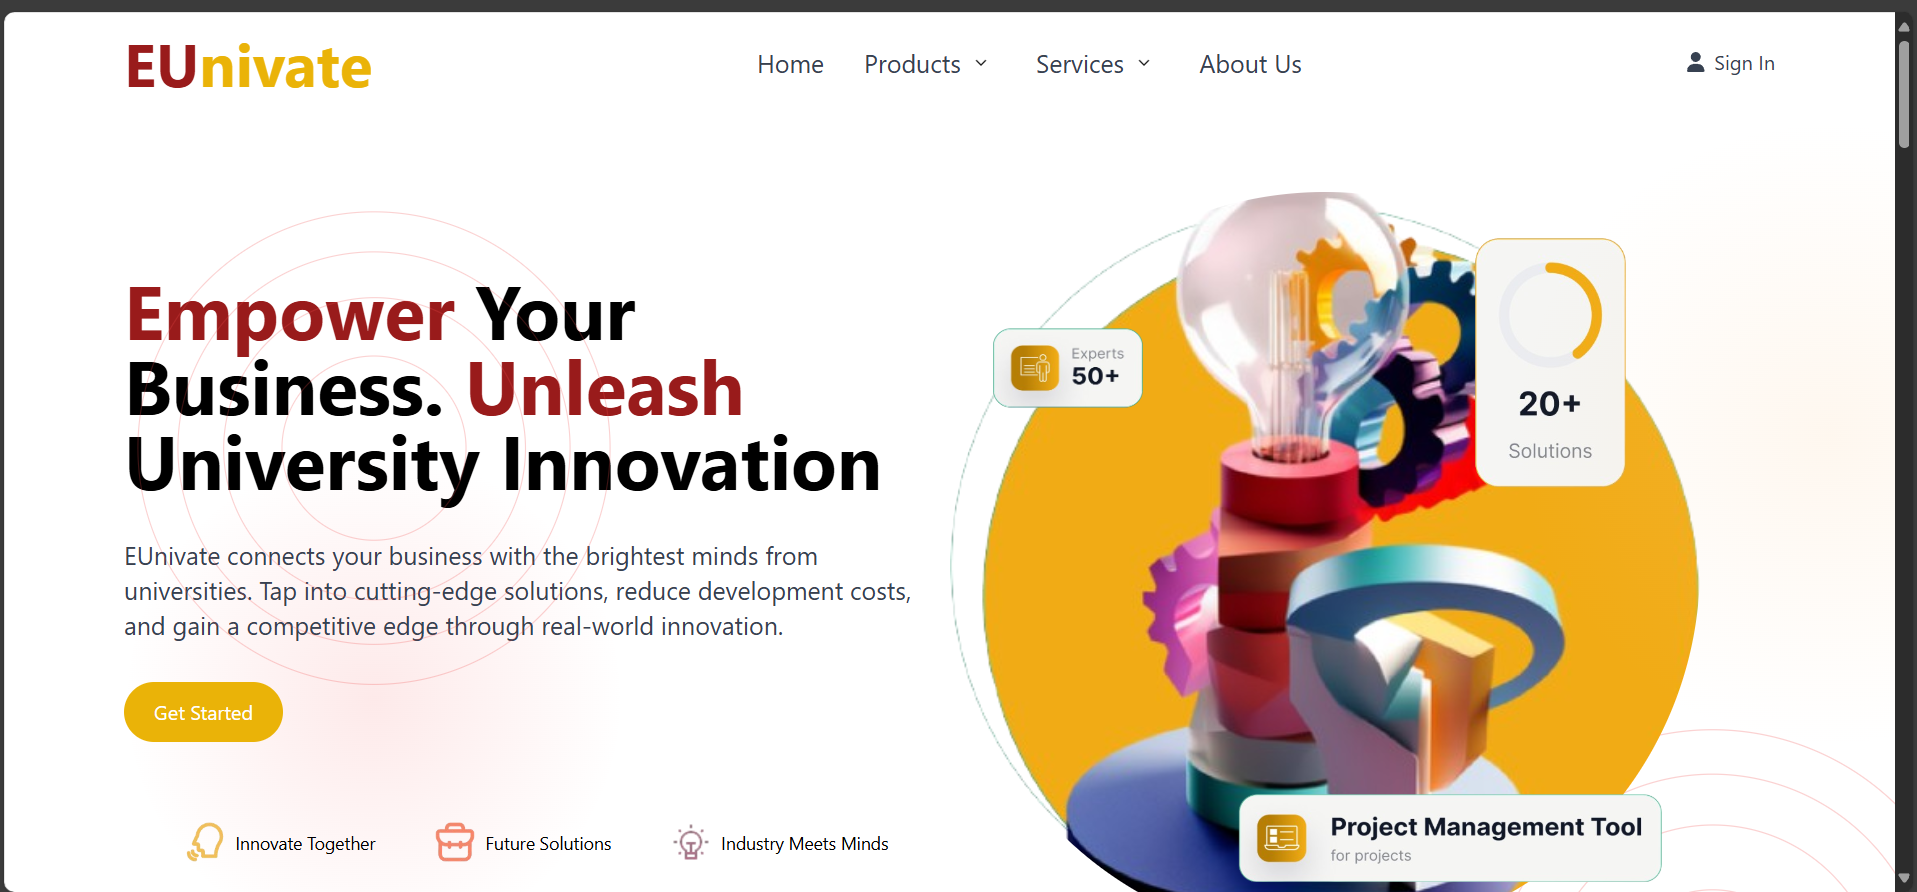 EUnivate
Home Products Services About Us
Sign In
Empower Your
Business. Unleash
University Innovation
EUnivate connects your business with the brightest minds from
universities. Tap into cutting-edge solutions, reduce development costs,
and gain a competitive edge through real-world innovation.
Get Started
Innovate Together
Future Solutions
Industry Meets Minds
Experts
50+
20+
Solutions
Project Management Tool
for projects